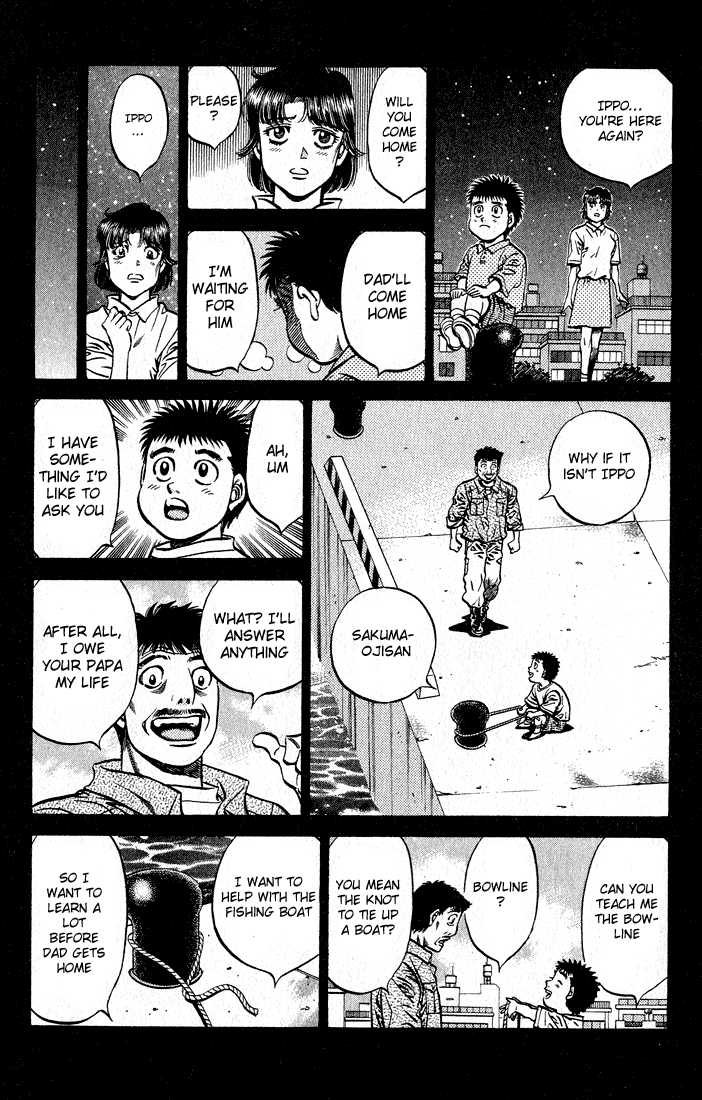 IPPO...
YOU'RE HERE
AGAIN?
WILL
YOU
COME
HOME
?
PLEASE
?
DAD'LL
COME
HOME
I'M
WAITING
FOR
HIM
IPPO
...
WHY IF IT
ISN'T IPPO
SAKUMA-
OJISAN
AH,
UM
I HAVE
SOME-
THING I'D
LIKE TO
ASK YOU
WHAT? I'LL
ANSWER
ANYTHING
AFTER ALL,
I OWE
YOUR PAPA
MY LIFE
CAN YOU
TEACH ME
THE BOW-
LINE
BOWLINE
?
YOU MEAN
THE KNOT
TO TIE UP
A BOAT?
I WANT TO
HELP WITH THE
FISHING BOAT
SO I
WANT TO
LEARN A
LOT
BEFORE
DAD GETS
HOME